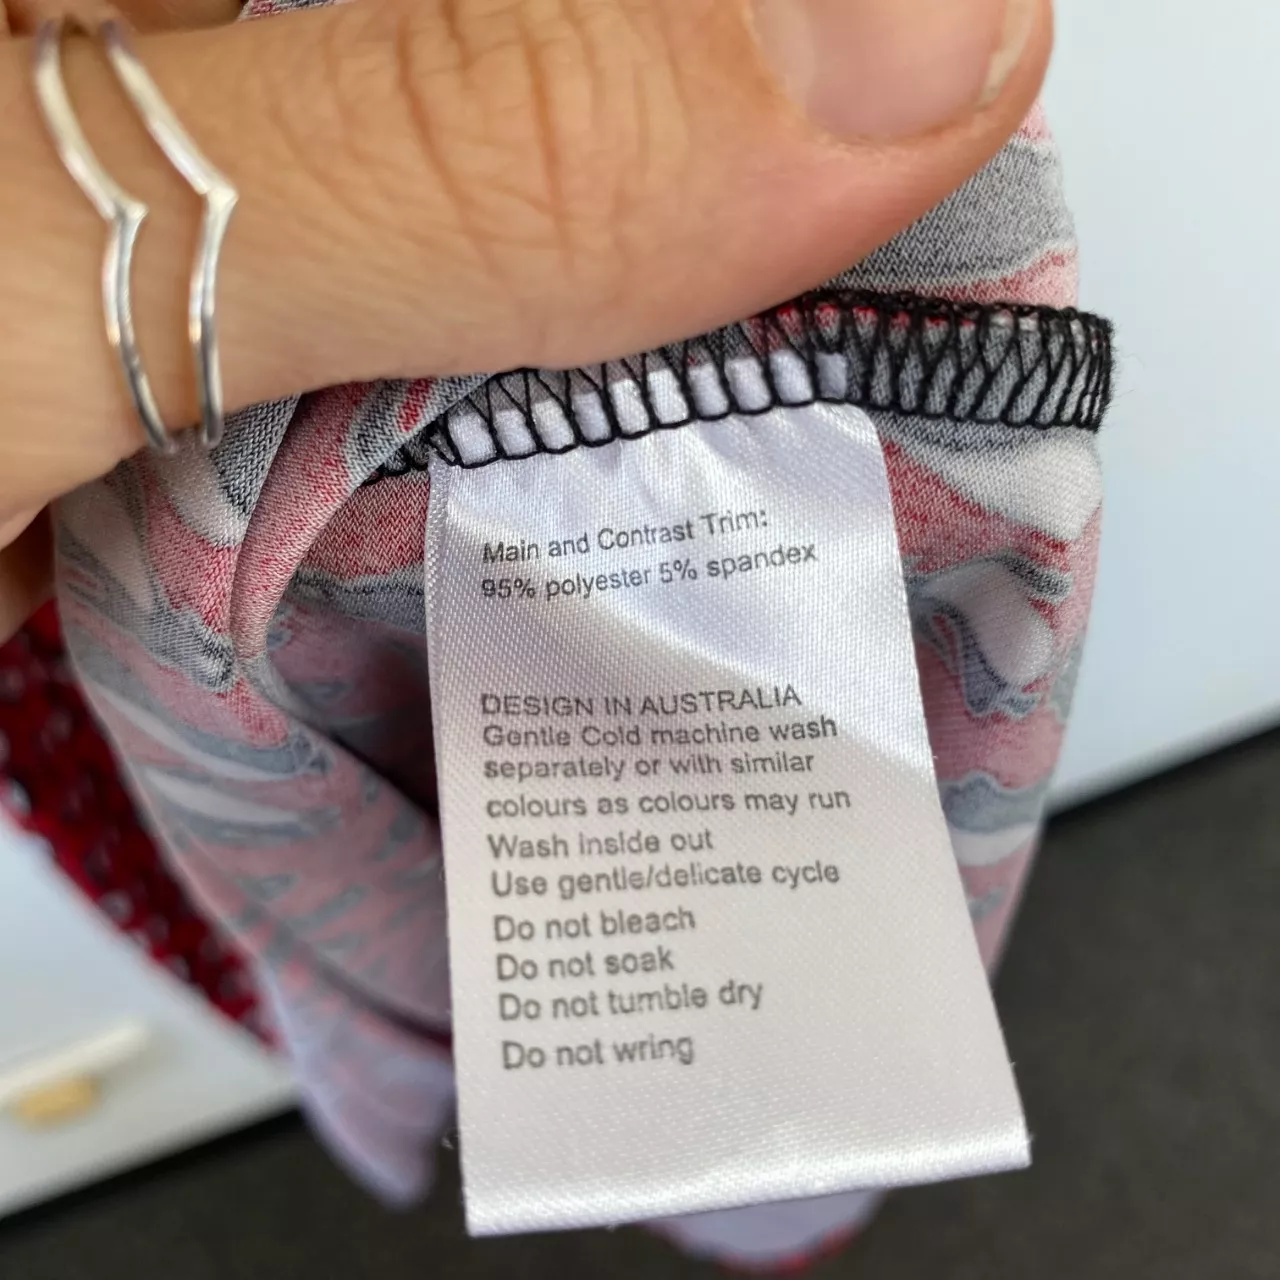 Main and Contrast Trim:
95% polyester 5% spandex
DESIGN IN AUSTRALIA
Gentle Cold machine wash
separately or with similar
colours as colours may run
Wash inside out
Use gentle/delicate cycle
Do not bleach
Do not soak
Do not tumble dry
Do not wring